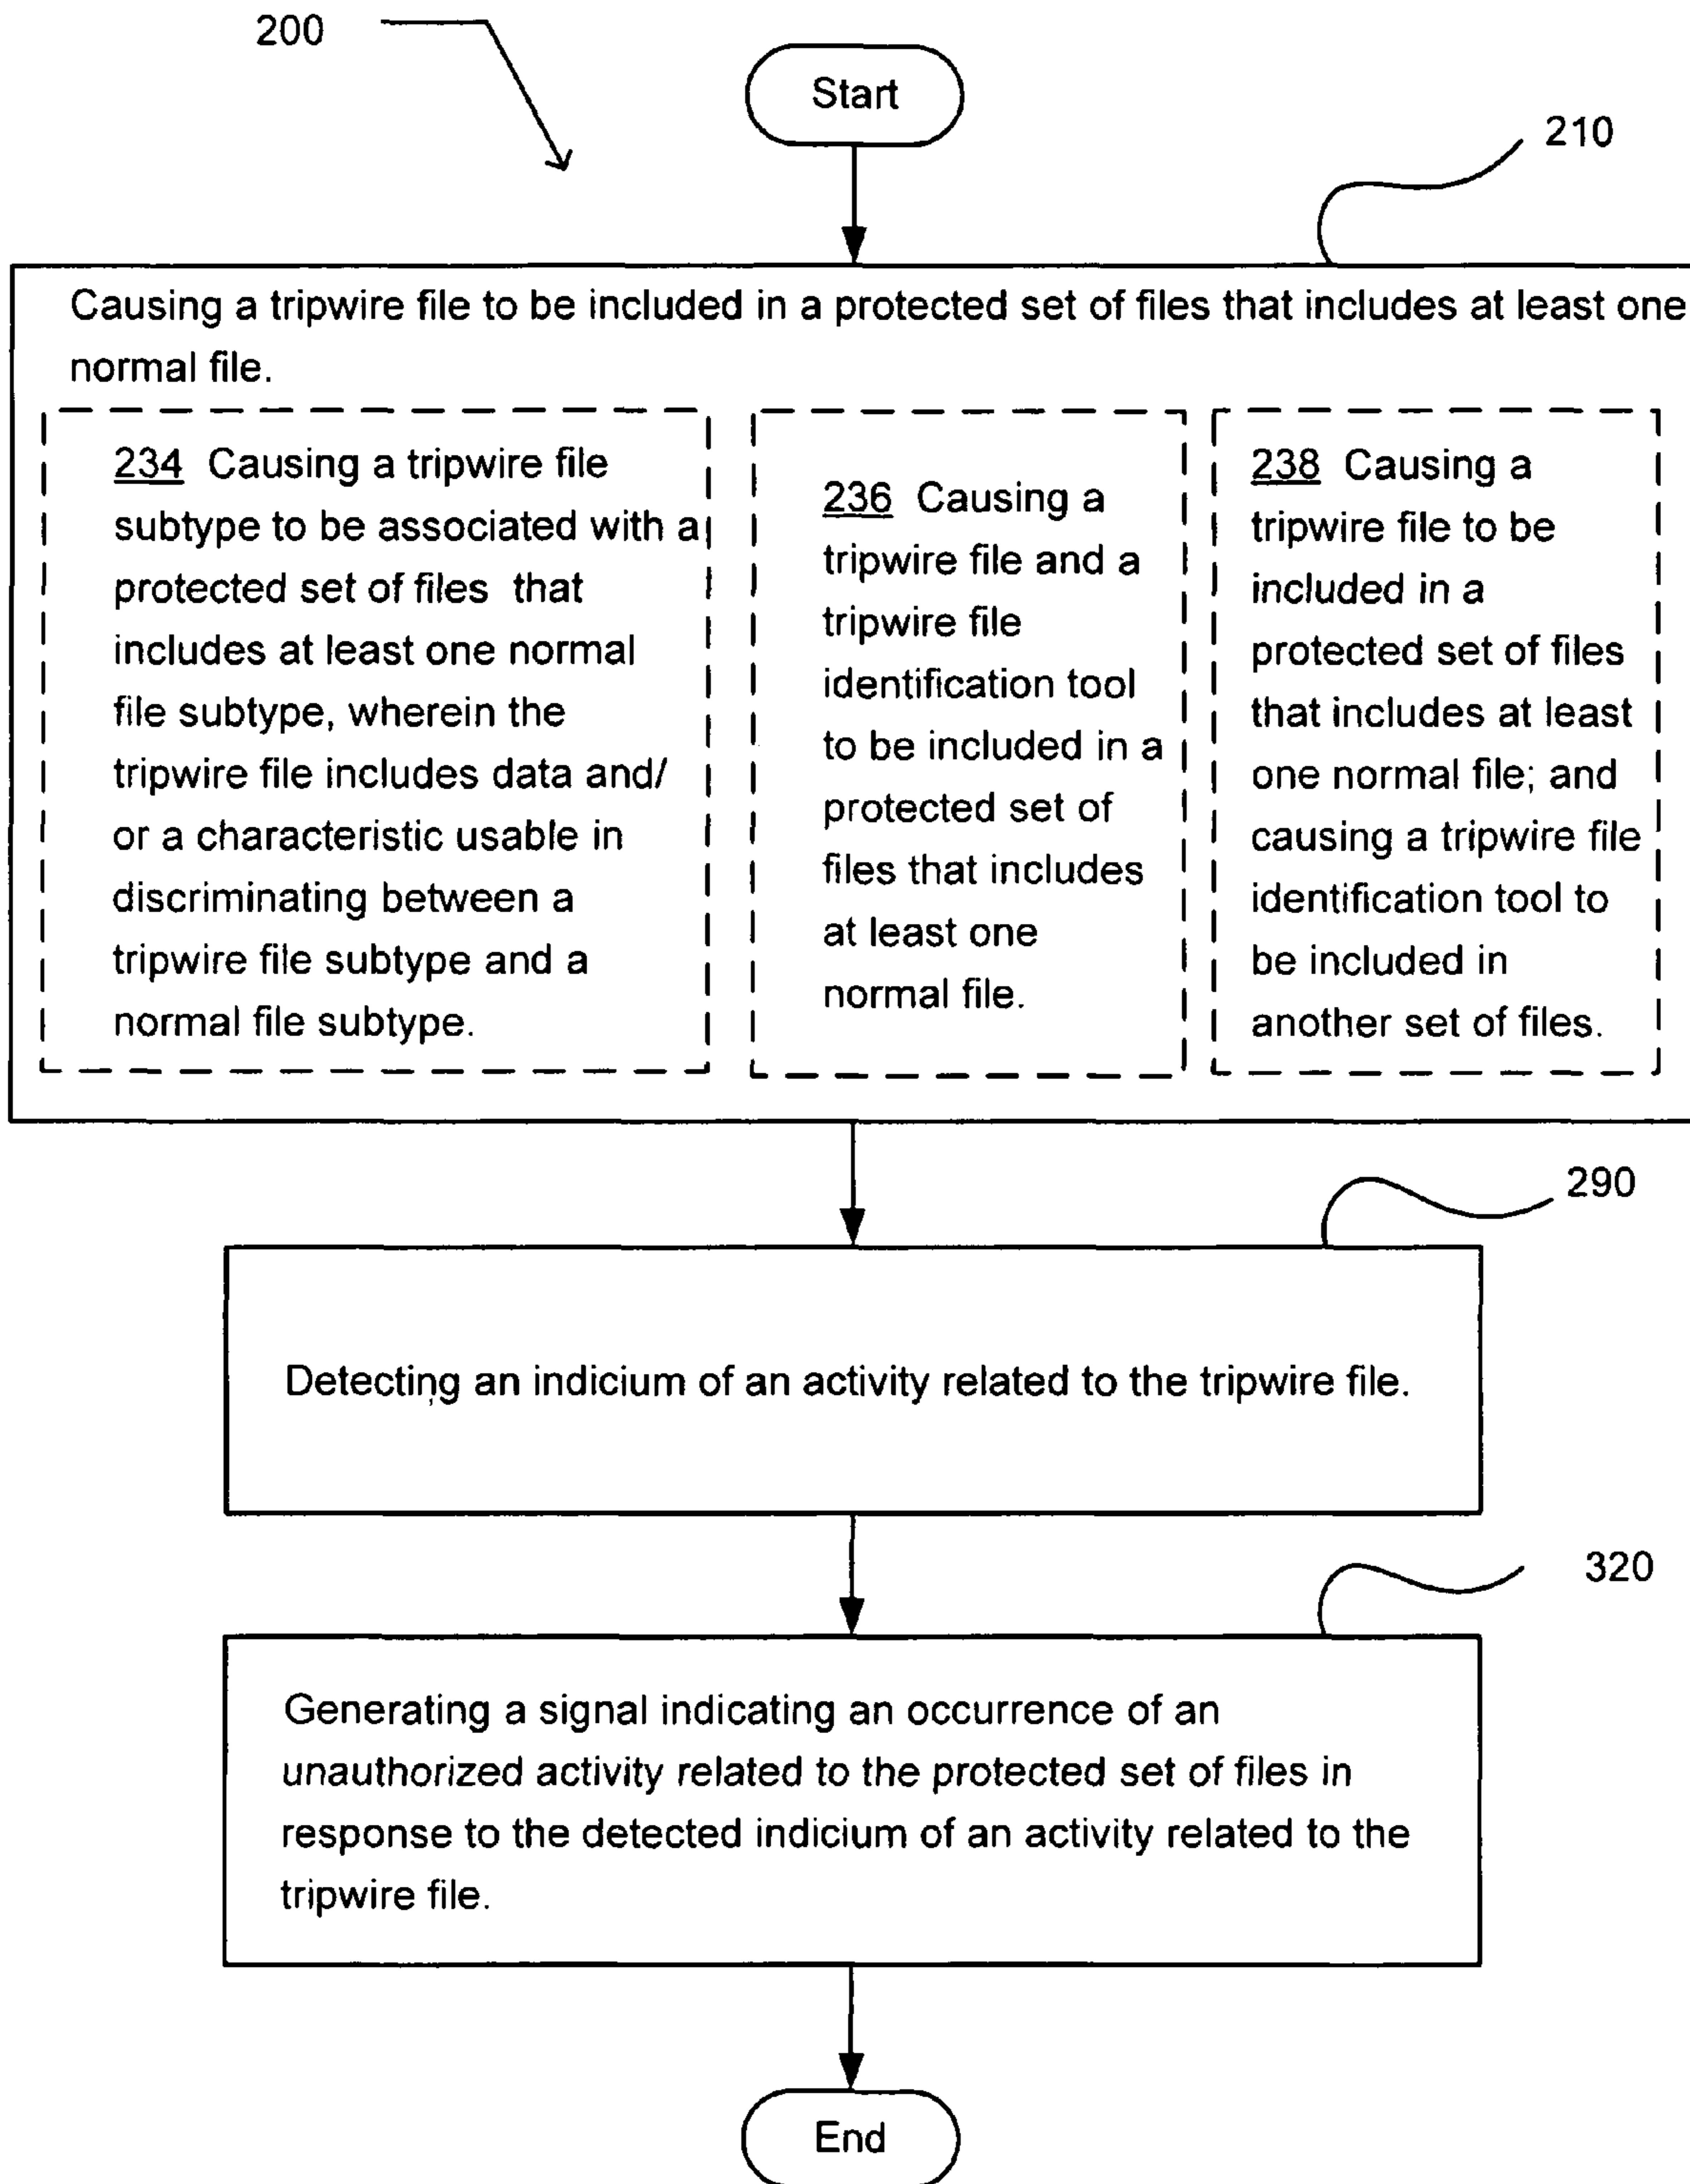 200
Start
210
Causing a tripwire file to be included in a protected set of files that includes at least one
normal file.
234 Causing a tripwire file
subtype to be associated with a
protected set of files that
includes at least one normal
file subtype, wherein the
tripwire file includes data and/
or a characteristic usable in
discriminating between a
tripwire file subtype and a
normal file subtype.
236 Causing a
tripwire file and a
tripwire file
identification tool
to be included in a
protected set of
files that includes
at least one
normal file.
238 Causing a
tripwire file to be
included in a
protected set of files
that includes at least
one normal file; and
causing a tripwire file
identification tool to
be included in
another set of files.
290
Detecting an indicium of an activity related to the tripwire file.
320
Generating a signal indicating an occurrence of an
unauthorized activity related to the protected set of files in
response to the detected indicium of an activity related to the
tripwire file.
End